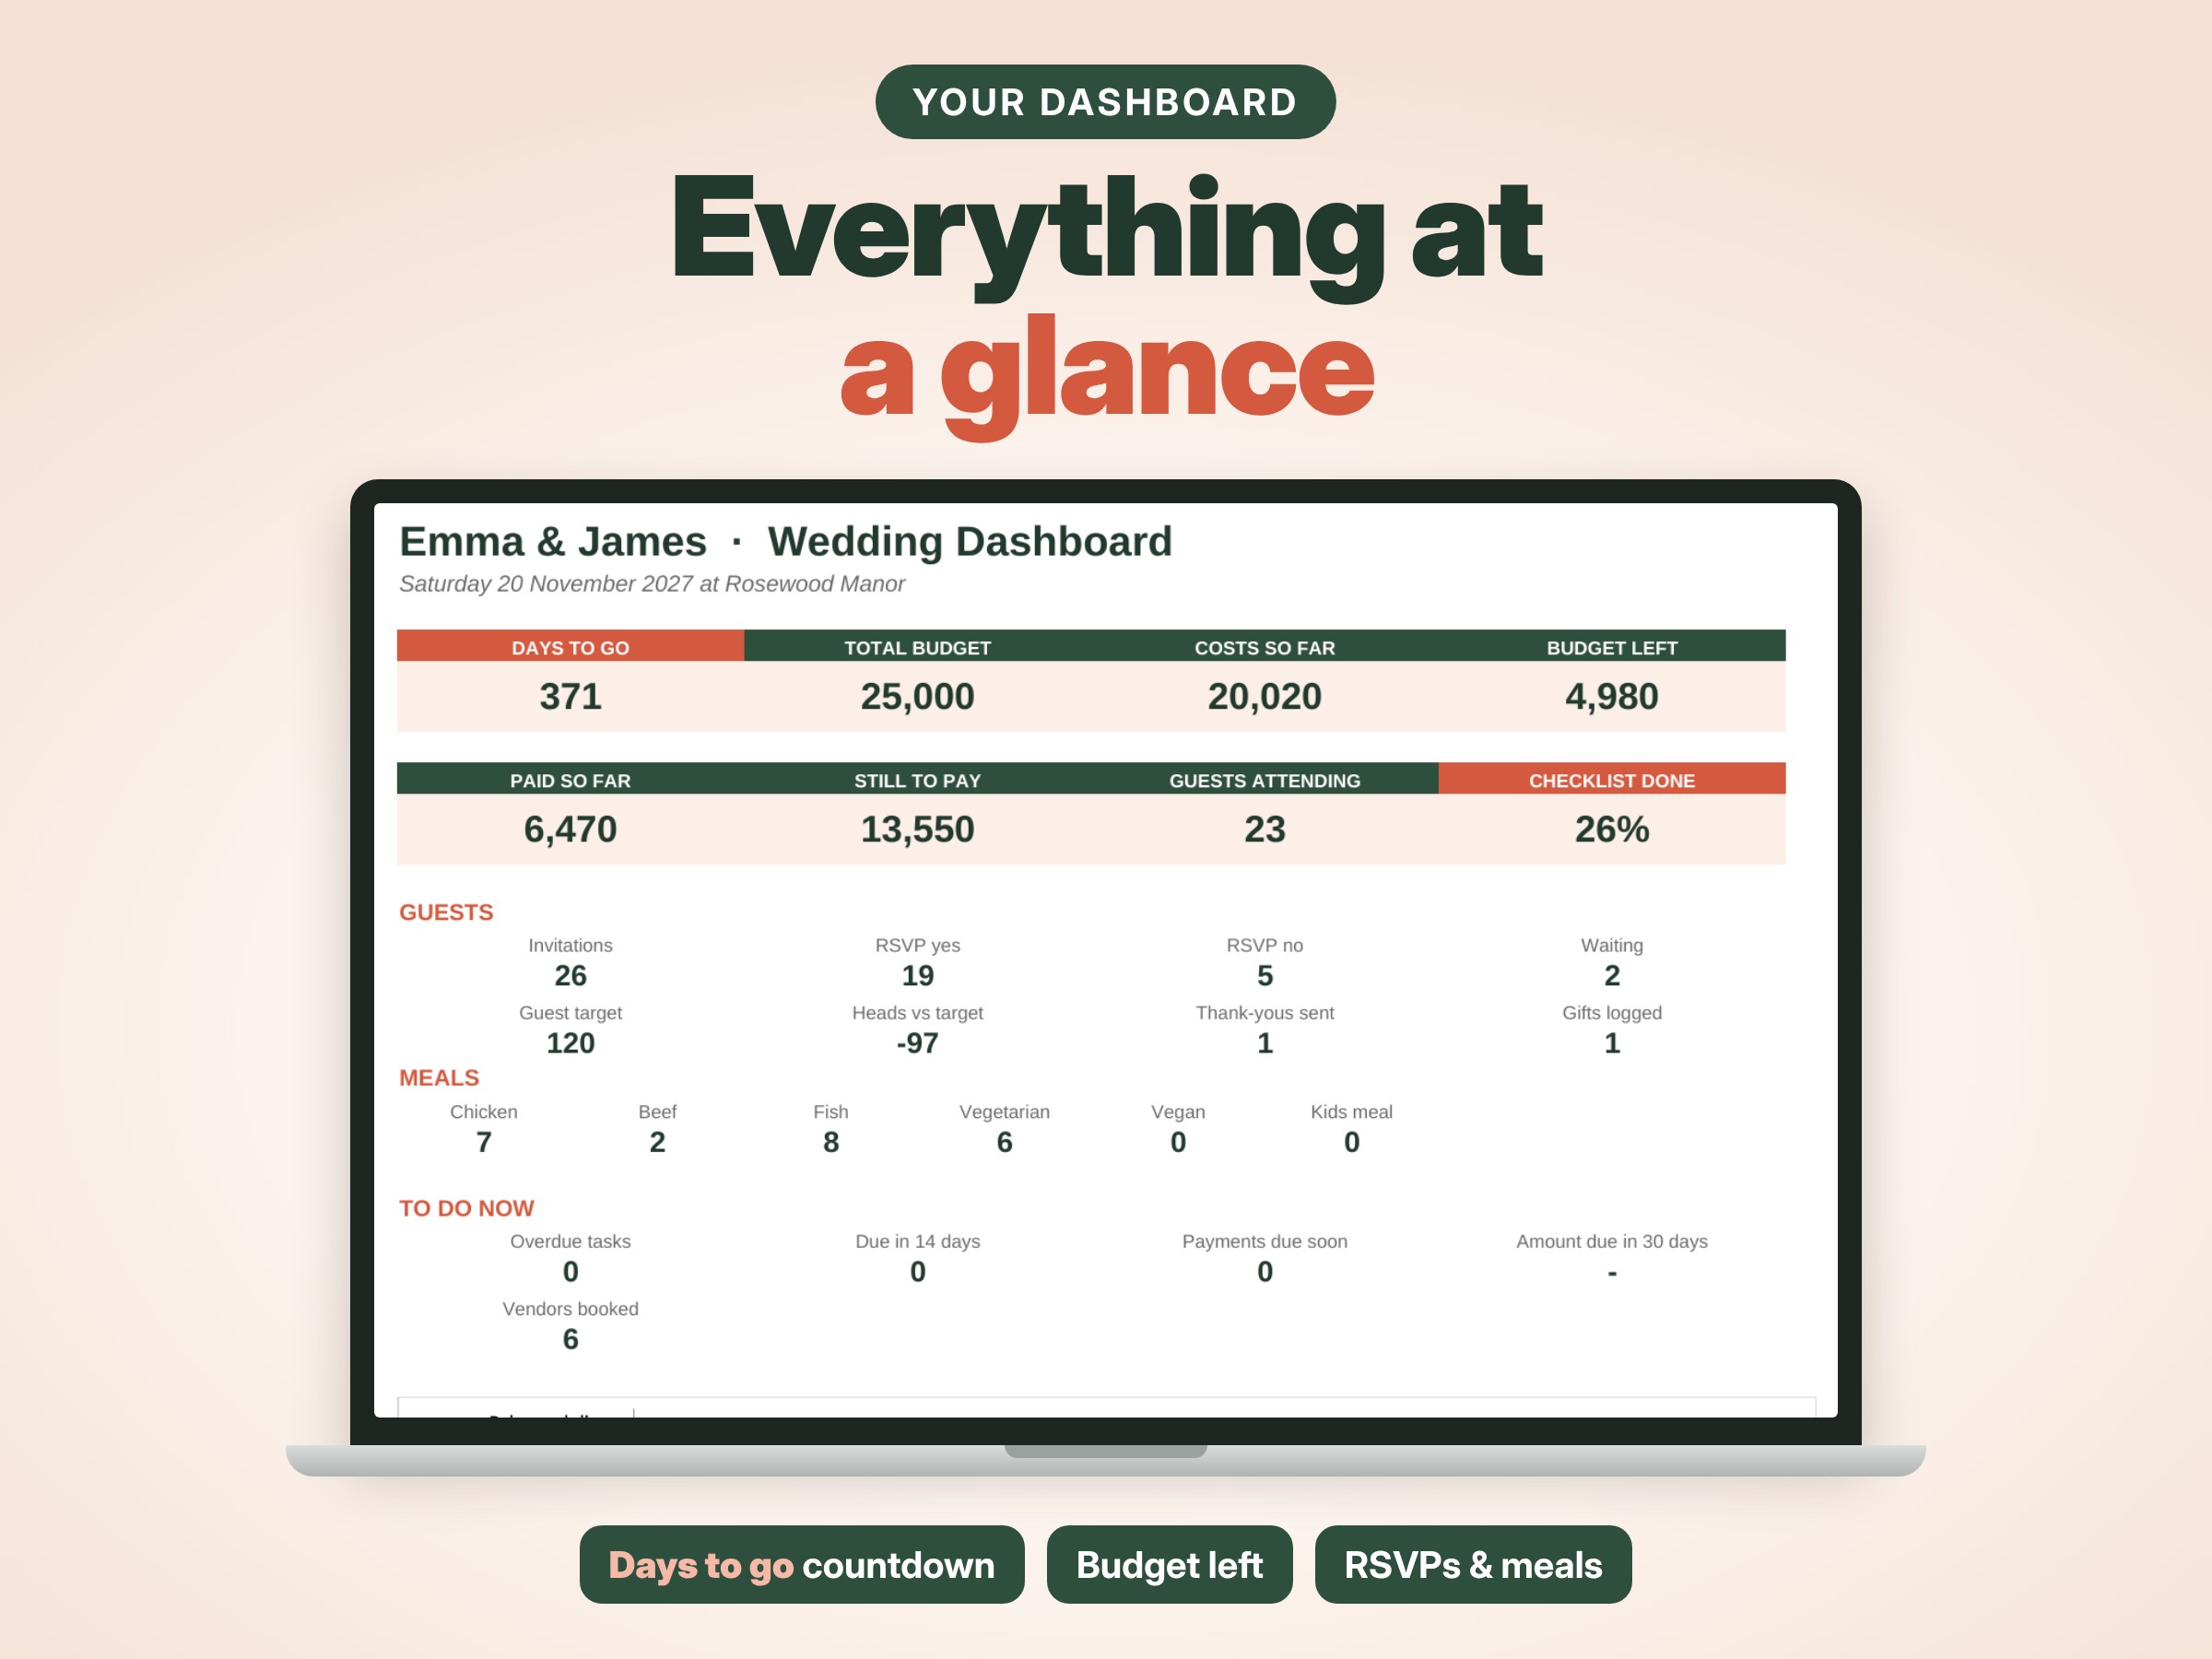 YOUR DASHBOARD
Everything at
a glance
Emma & James · Wedding Dashboard
Saturday 20 November 2027 at Rosewood Manor
DAYS TO GO TOTAL BUDGET COSTS SO FAR BUDGET LEFT
371 25,000 20,020 4,980
PAID SO FAR STILL TO PAY GUESTS ATTENDING CHECKLIST DONE
6,470 13,550 23 26%
GUESTS
Invitations RSVP yes RSVP no Waiting
26 19 5 2
Guest target Heads vs target Thank-yous sent Gifts logged
120 -97 1 1
MEALS
Chicken Beef Fish Vegetarian Vegan Kids meal
7 2 8 6 0 0
TO DO NOW
Overdue tasks Due in 14 days Payments due soon Amount due in 30 days
0 0 0 -
Vendors booked
6
Days to go countdown Budget left RSVPs & meals